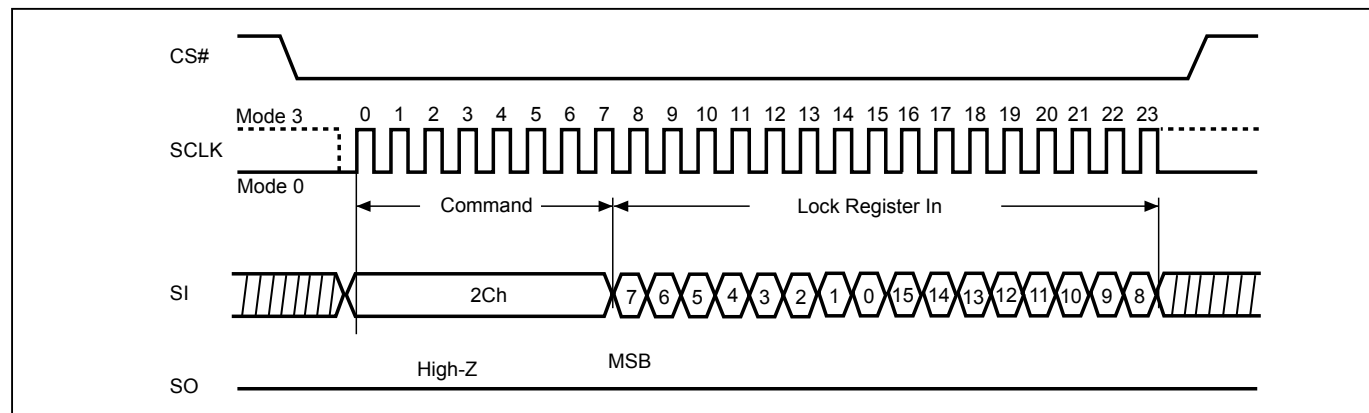 CS#
Mode 3
0 1 2 3 4 5 6 7 8 9 10 11 12 13 14 15 16 17 18 19 20 21 22 23
SCLK
Mode 0
Command Lock Register In
SI 2Ch 7 6 5 4 3 2 1 0 15 14 13 12 11 10 9 8
High-Z MSB
SO